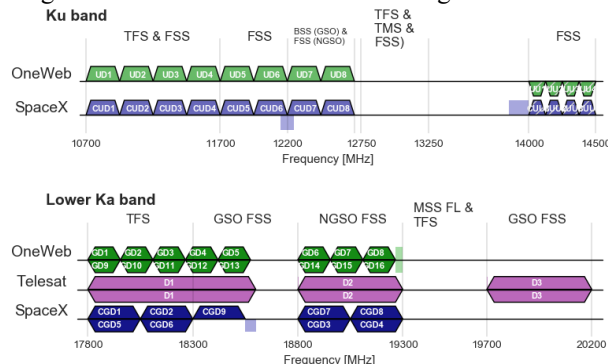 Ku band
TFS & FSS
FSS
BSS (GSO) &
FSS (NGSO)
TFS &
TMS &
FSS)
FSS
OneWeb
UD1 UD2 UD3 UD4 UD5 UD6 UD7 UD8
SpaceX
CUD1 CUD2 CUD3 CUD4 CUD5 CUD6 CUD7 CUD8
10700 11700 12200 12750 13250 14000 14500
Frequency [MHz]
Lower Ka band
TFS
GSO FSS
NGSO FSS
MSS FL &
TFS
GSO FSS
OneWeb
GD1 GD2 GD3 GD4 GD5 GD6 GD7 GD8
GD9 GD10 GD11 GD12 GD13 GD14 GD15 GD16
Telesat
D1 D2 D3
D1 D2 D3
SpaceX
CGD1 CGD2 CGD9 CGD7 CGD8
CGD5 CGD6 CGD3 CGD4
17800 18300 18800 19300 19700 20200
Frequency [MHz]